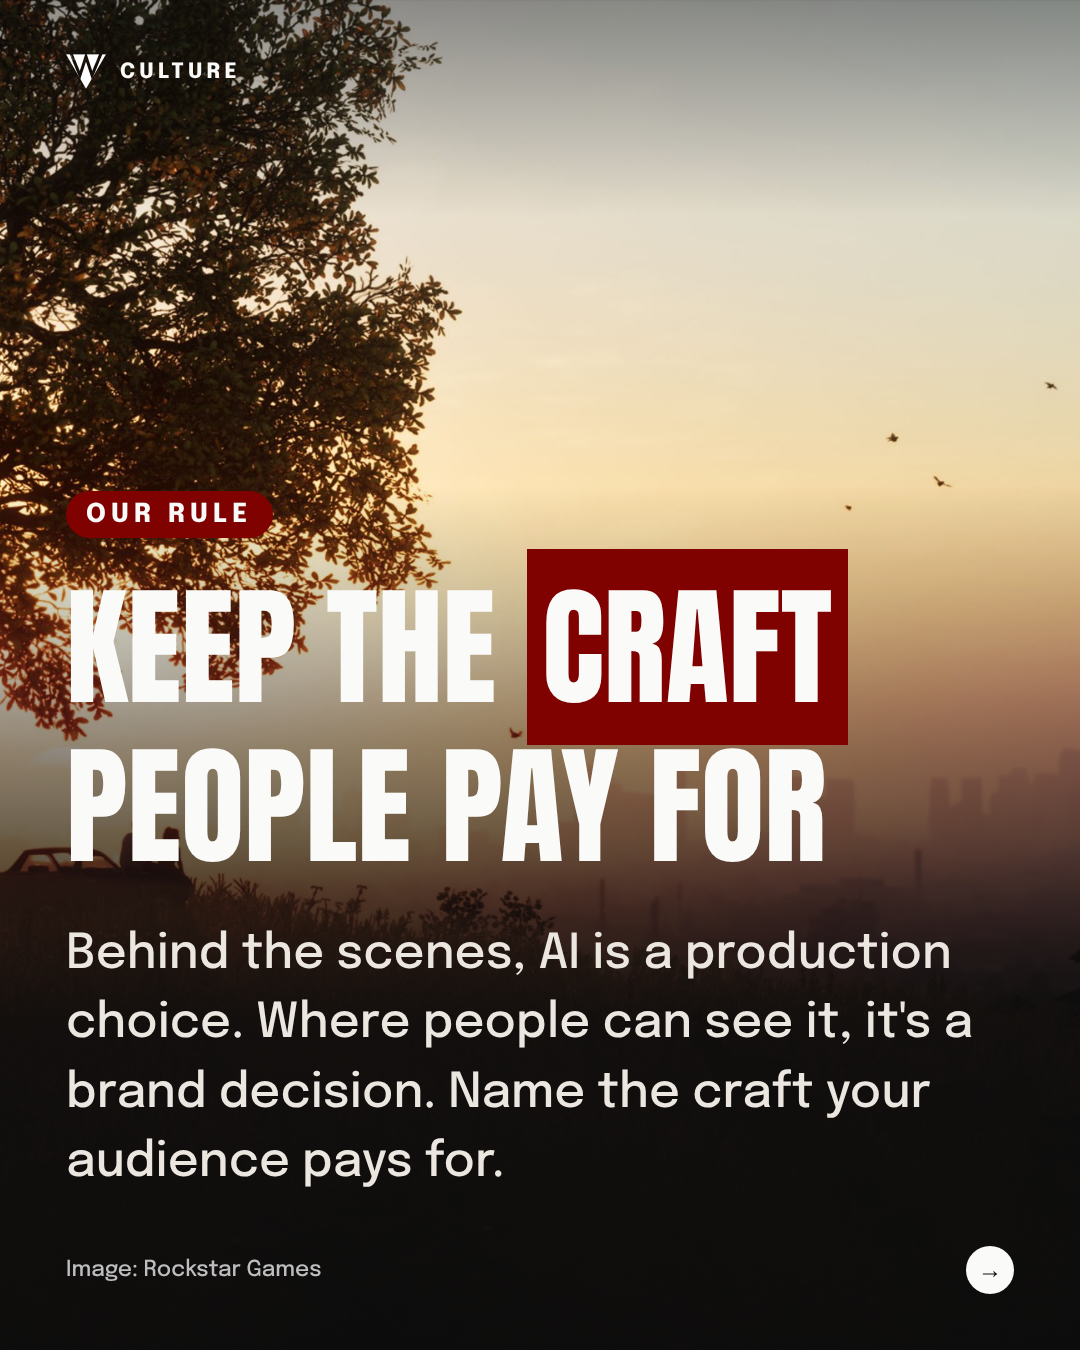 CULTURE
OUR RULE
KEEP THE CRAFT
PEOPLE PAY FOR
Behind the scenes, AI is a production
choice. Where people can see it, it's a
brand decision. Name the craft your
audience pays for.
Image: Rockstar Games
→